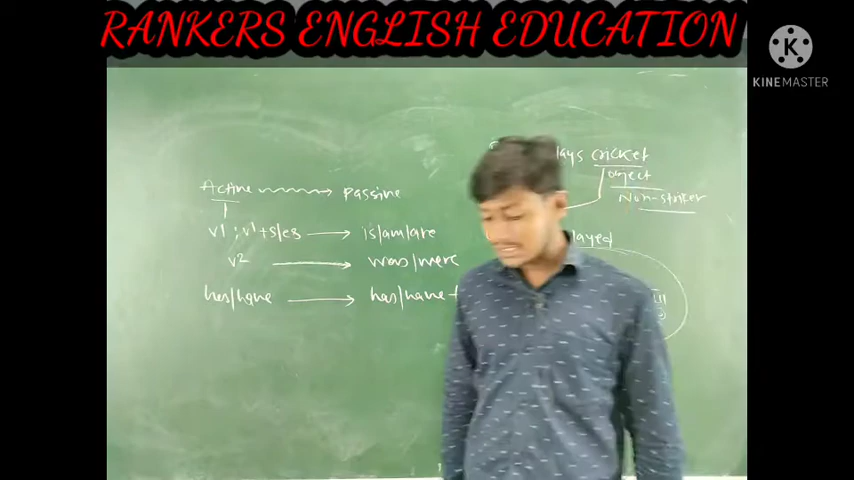 RANKERS ENGLISH EDUCATION
K
KINEMASTER
lays cricket
object
Non-striker
Active → passive
v1; v1+s/es → is/am/are
layed
v2 → was/were
has/have → has/have +